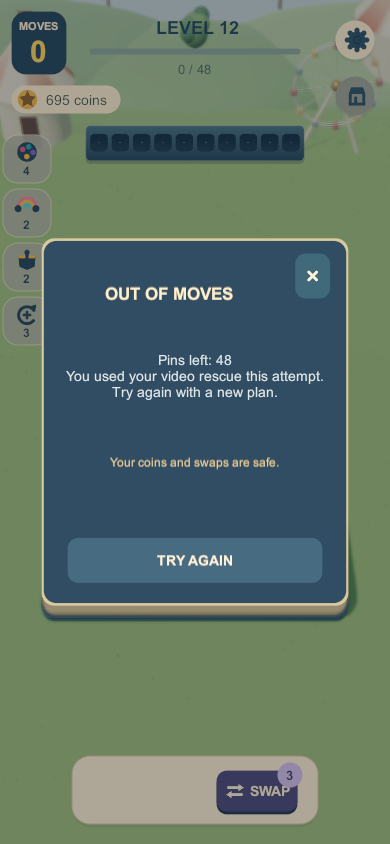 MOVES
0
LEVEL 12
0 / 48
695 coins
4
2
2
3
OUT OF MOVES
Pins left: 48
You used your video rescue this attempt.
Try again with a new plan.
Your coins and swaps are safe.
TRY AGAIN
3
SWAP